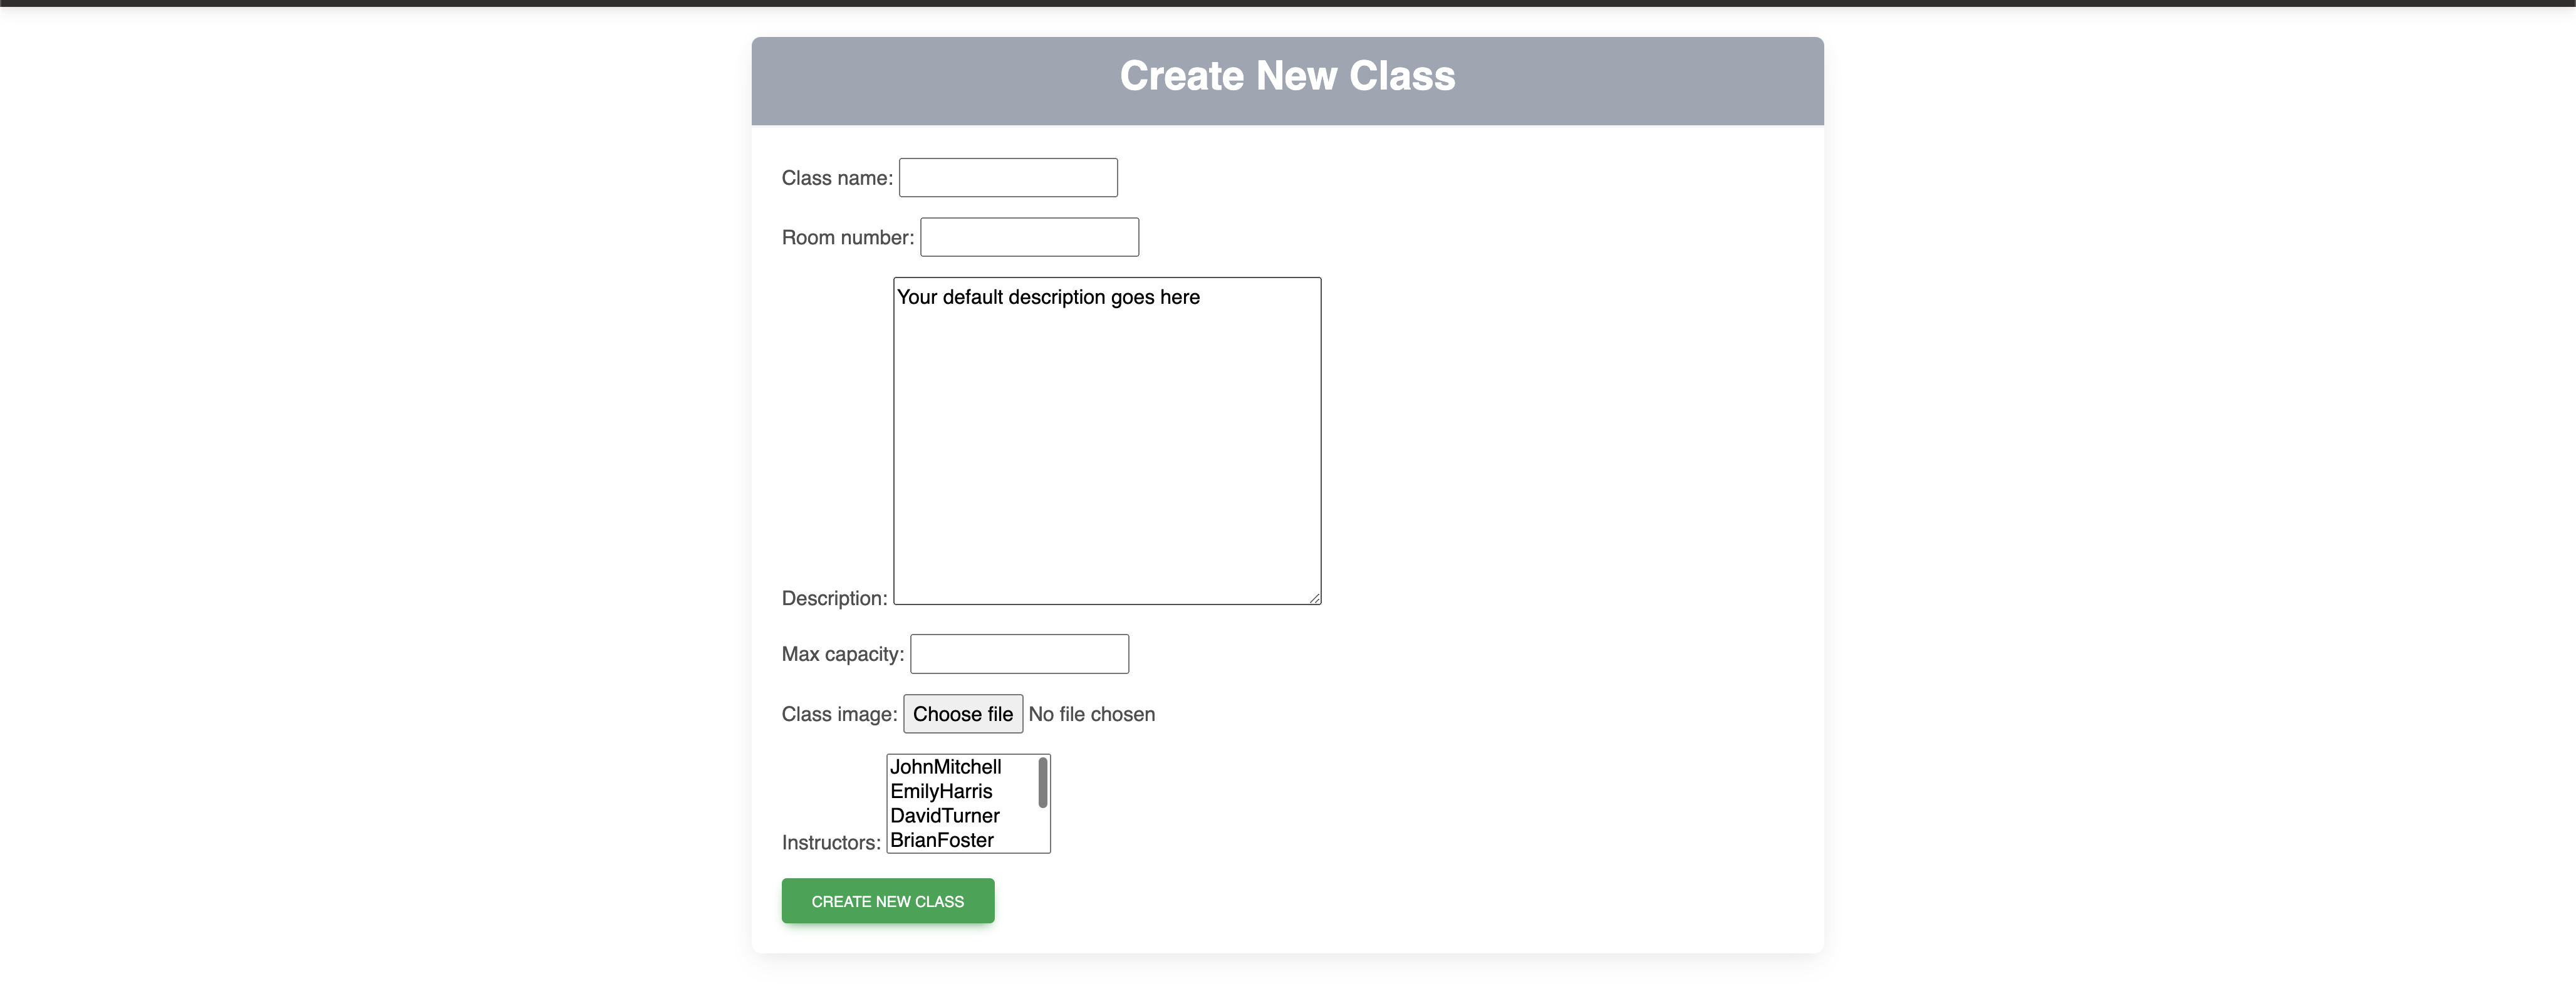 Create New Class
Class name:
Room number:
Your default description goes here
Description:
Max capacity:
Class image: Choose file No file chosen
JohnMitchell
EmilyHarris
DavidTurner
BrianFoster
Instructors:
CREATE NEW CLASS